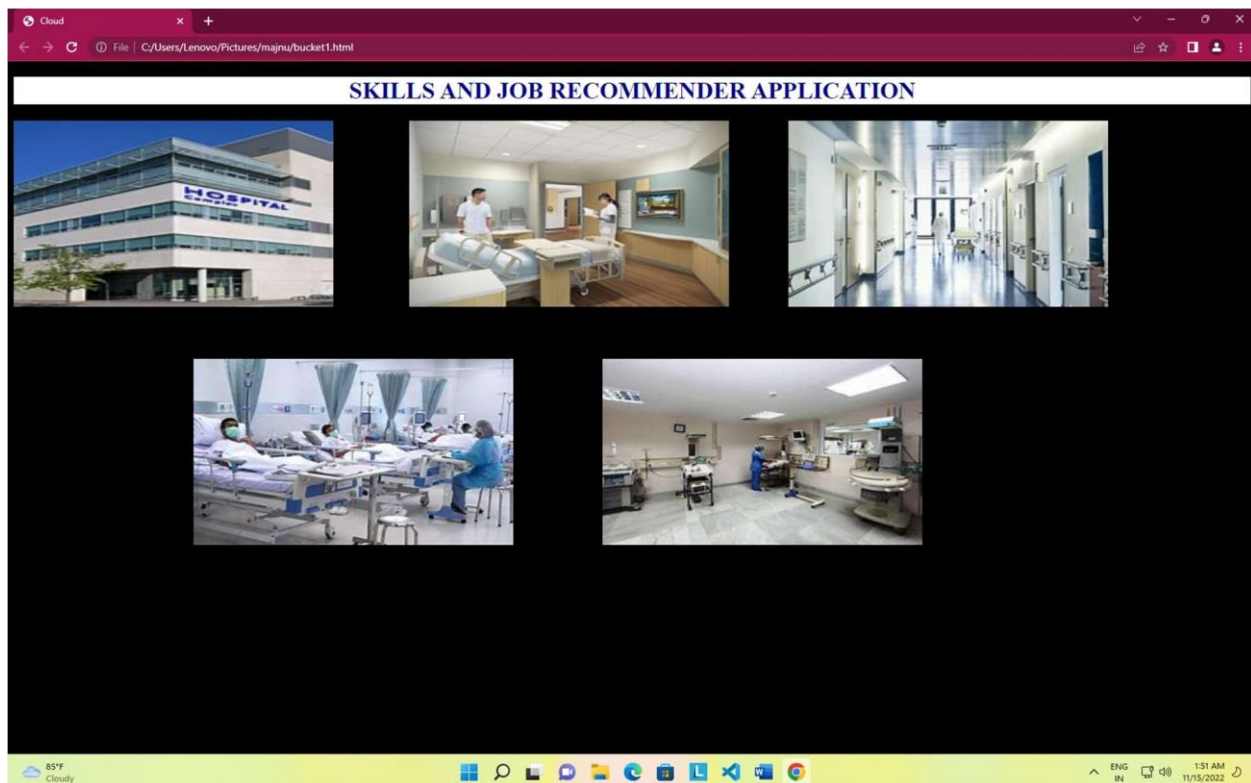 Cloud
File
C:/Users/Lenovo/Pictures/majnu/bucket1.html
SKILLS AND JOB RECOMMENDER APPLICATION
HOSPITAL
Complex
85°F
Cloudy
ENG
IN
1:51 AM
11/15/2022